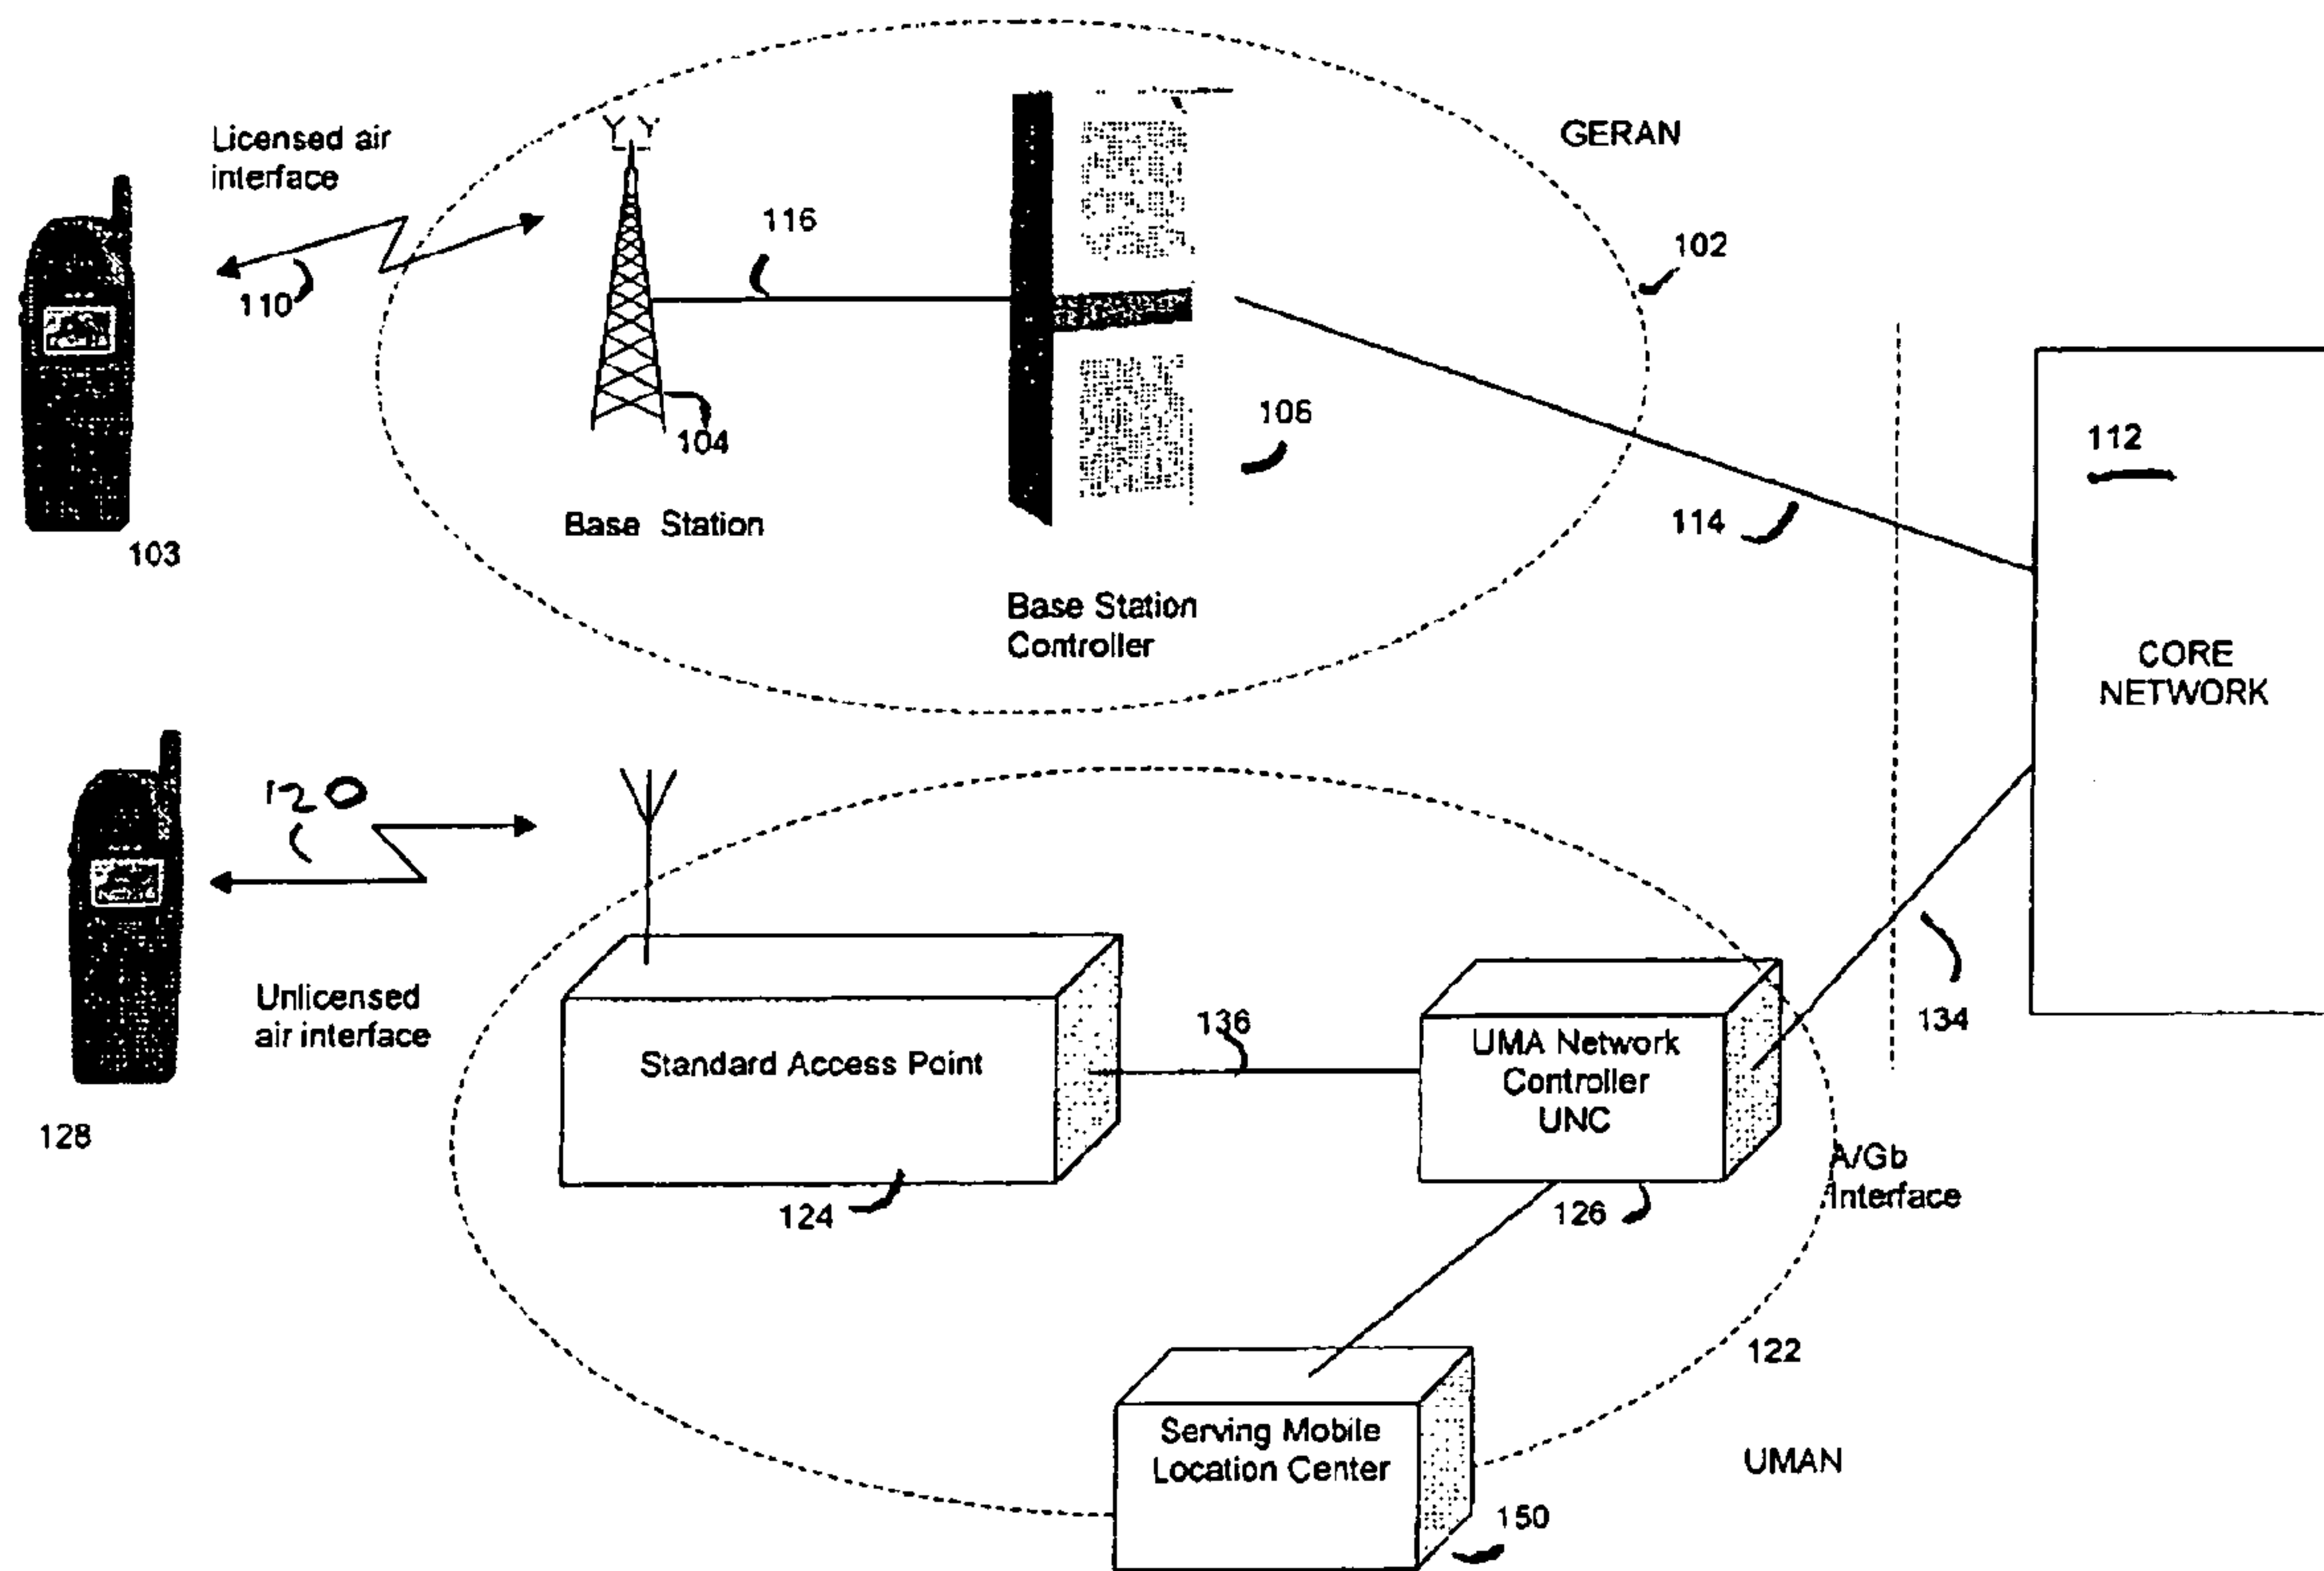 Licensed air
interface
110
103
116
104
Base Station
106
Base Station
Controller
GERAN
102
114
112
CORE
NETWORK
120
Unlicensed
air interface
128
Standard Access Point
124
136
UMA Network
Controller
UNC
126
134
A/Gb
Interface
122
UMAN
Serving Mobile
Location Center
150